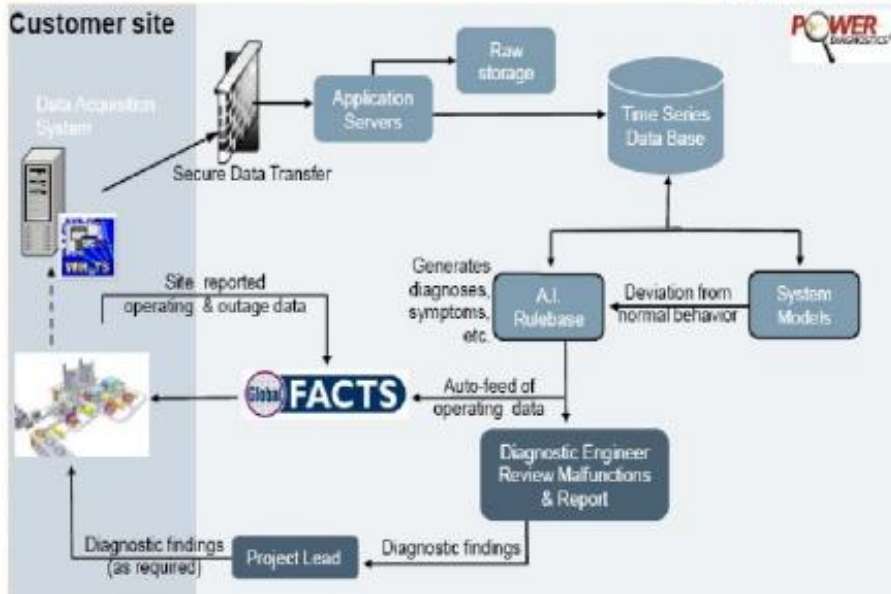 Customer site
POWER
DIAGNOSTICS
Data Acquisition
System
Raw
storage
Application
Servers
Time Series
Data Base
Secure Data Transfer
Site reported
operating & outage data
Generates
diagnoses,
symptoms,
etc.
A.I.
Rulebase
Deviation from
normal behavior
System
Models
Global FACTS
Auto-feed of
operating data
Diagnostic Engineer
Review Malfunctions
& Report
Diagnostic findings
(as required)
Project Lead
Diagnostic findings